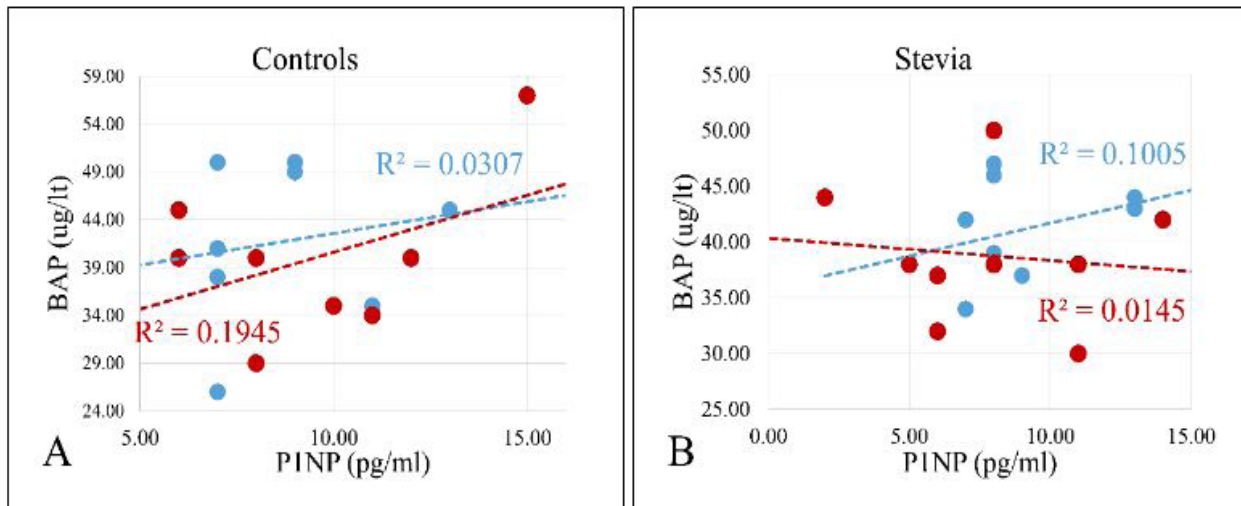 Controls
59.00
54.00
49.00
44.00
39.00
34.00
29.00
24.00
BAP (ug/lt)
R² = 0.0307
R² = 0.1945
5.00 10.00 15.00
P1NP (pg/ml)
A
Stevia
55.00
50.00
45.00
40.00
35.00
30.00
25.00
BAP (ug/lt)
R² = 0.1005
R² = 0.0145
0.00 5.00 10.00 15.00
P1NP (pg/ml)
B